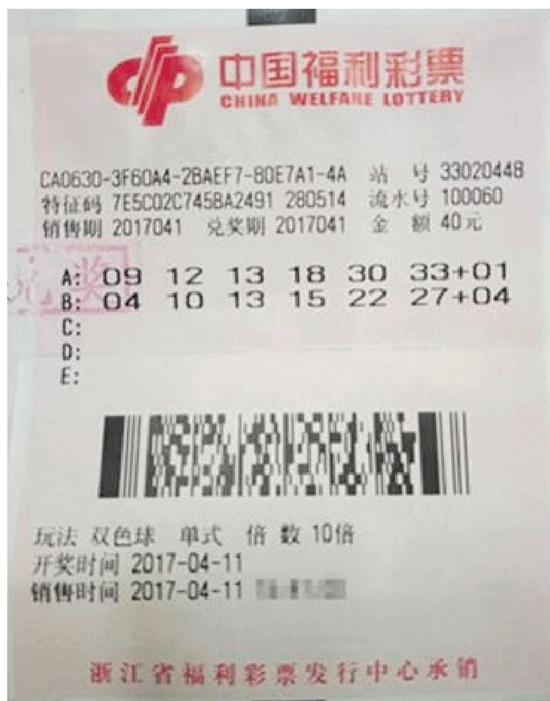 中国福利彩票
CHINA WELFARE LOTTERY
CA0630-3F60A4-2BAEF7-80E7A1-4A 站 号 33020448
特征码 7E5C02C745BA2491 280514 流水号 100060
销售期 2017041 兑奖期 2017041 金 额 40元
兑奖
A: 09 12 13 18 30 33+01
B: 04 10 13 15 22 27+04
C:
D:
E:
玩法 双色球 单式 倍 数 10倍
开奖时间 2017-04-11
销售时间 2017-04-11
浙江省福利彩票发行中心承销